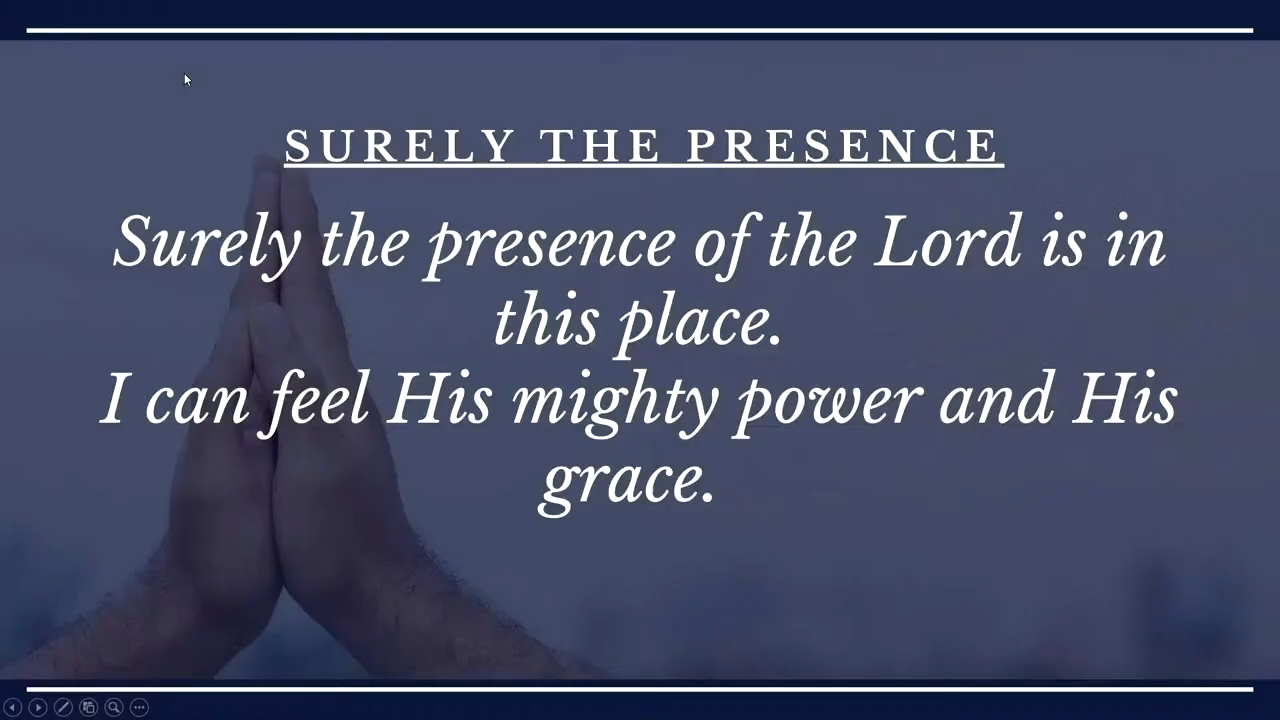 SURELY THE PRESENCE
Surely the presence of the Lord is in
this place.
I can feel His mighty power and His
grace.